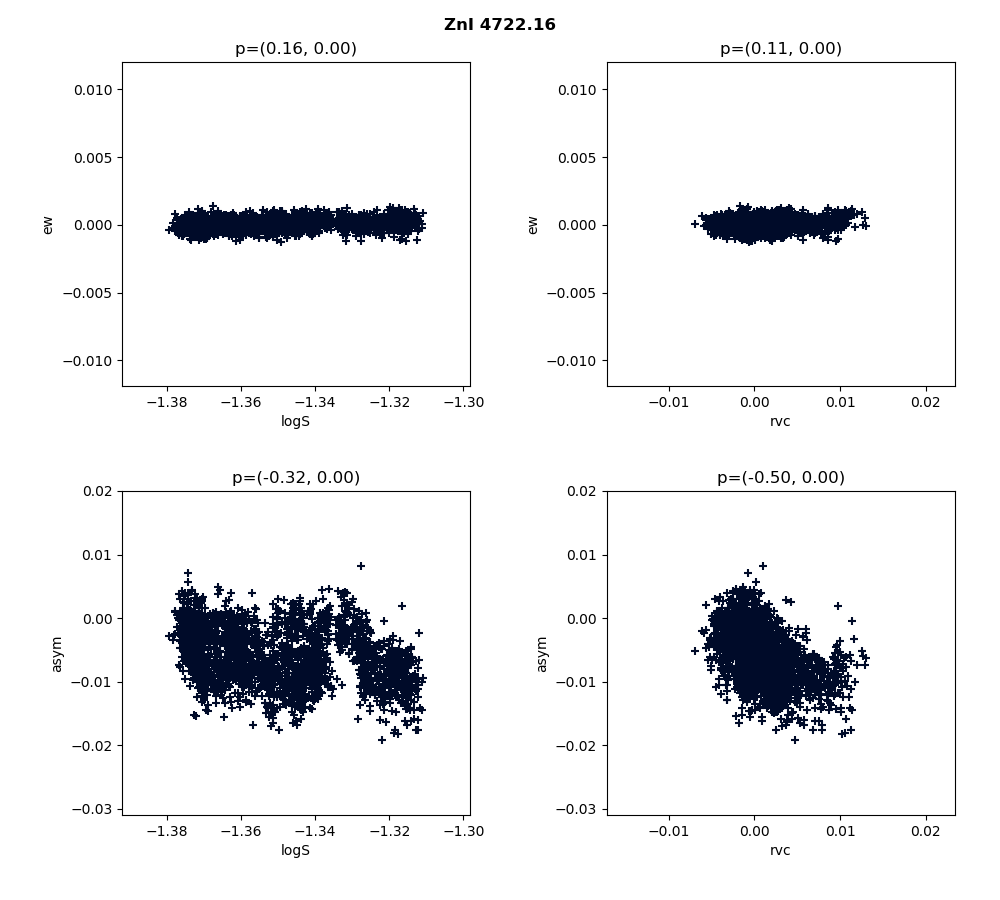 ZnI 4722.16
p=(0.16, 0.00)
0.010
0.005
0.000
−0.005
−0.010
ew
−1.38 −1.36 −1.34 −1.32 −1.30
logS
p=(0.11, 0.00)
0.010
0.005
0.000
−0.005
−0.010
ew
−0.01 0.00 0.01 0.02
rvc
p=(-0.32, 0.00)
0.02
0.01
0.00
−0.01
−0.02
−0.03
asym
−1.38 −1.36 −1.34 −1.32 −1.30
logS
p=(-0.50, 0.00)
0.02
0.01
0.00
−0.01
−0.02
−0.03
asym
−0.01 0.00 0.01 0.02
rvc